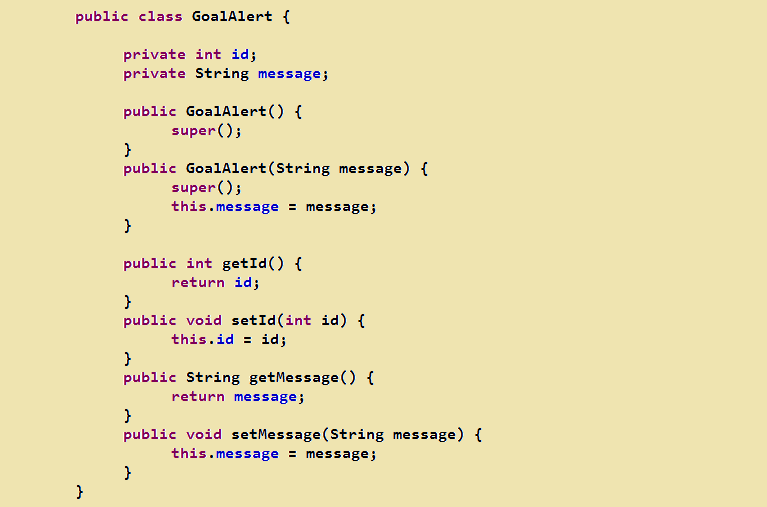 public class GoalAlert {
private int id;
private String message;
public GoalAlert() {
super();
}
public GoalAlert(String message) {
super();
this.message = message;
}
public int getId() {
return id;
}
public void setId(int id) {
this.id = id;
}
public String getMessage() {
return message;
}
public void setMessage(String message) {
this.message = message;
}
}